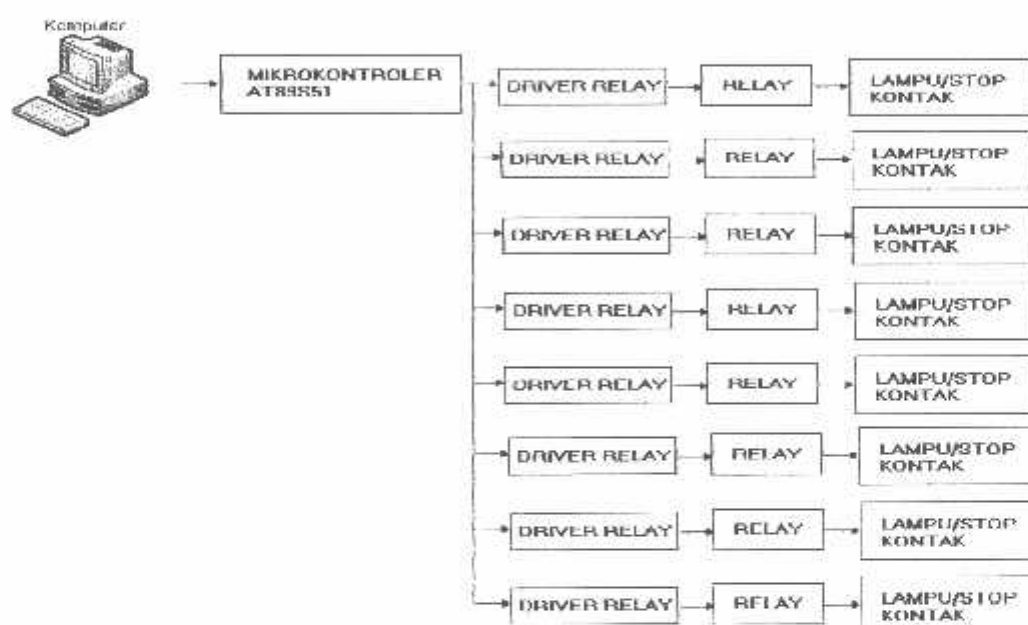 Komputer
MIKROKONTROLER
AT89S51
DRIVER RELAY
RELAY
LAMPU/STOP
KONTAK
DRIVER RELAY
RELAY
LAMPU/STOP
KONTAK
DRIVER RELAY
RELAY
LAMPU/STOP
KONTAK
DRIVER RELAY
RELAY
LAMPU/STOP
KONTAK
DRIVER RELAY
RELAY
LAMPU/STOP
KONTAK
DRIVER RELAY
RELAY
LAMPU/STOP
KONTAK
DRIVER RELAY
RELAY
LAMPU/STOP
KONTAK
DRIVER RELAY
RELAY
LAMPU/STOP
KONTAK